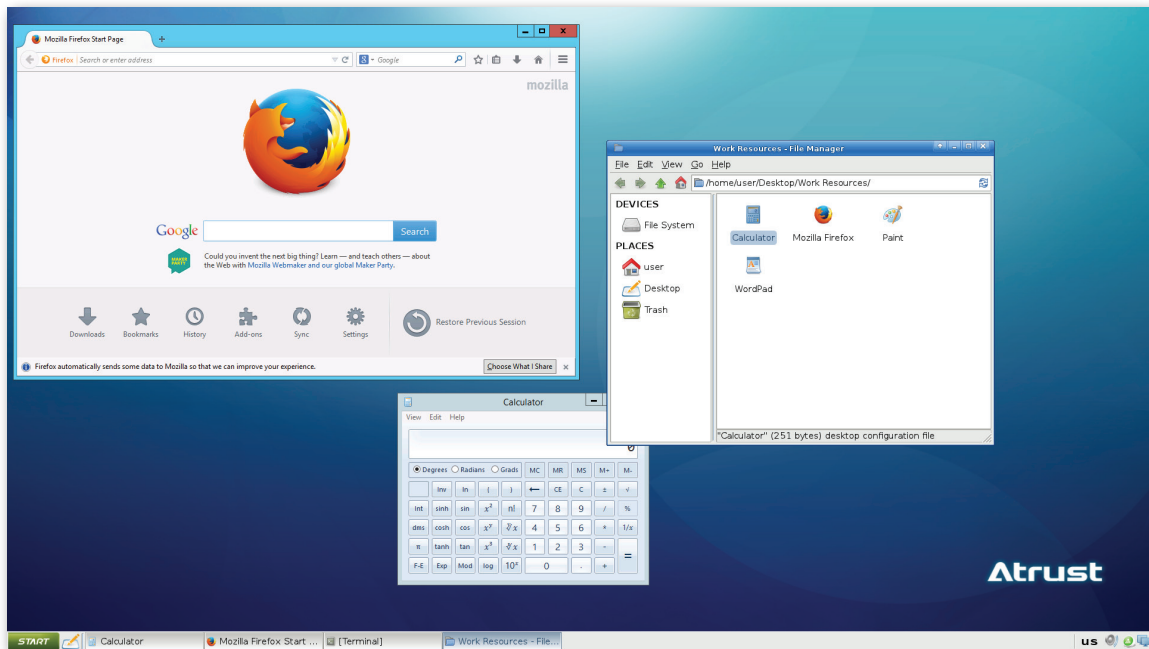 Mozilla Firefox Start Page
Firefox Search or enter address
Google
mozilla
Google
Search
Could you invent the next big thing? Learn — and teach others — about
the Web with Mozilla Webmaker and our global Maker Party.
MAKER
PARTY
Downloads Bookmarks History Add-ons Sync Settings Restore Previous Session
Firefox automatically sends some data to Mozilla so that we can improve your experience. Choose What I Share
Work Resources - File Manager
File Edit View Go Help
/home/user/Desktop/Work Resources/
DEVICES
File System
PLACES
user
Desktop
Trash
Calculator Mozilla Firefox Paint
WordPad
"Calculator" (251 bytes) desktop configuration file
Calculator
View Edit Help
0
Degrees Radians Grads MC MR MS M+ M-
Inv ln ( ) ← CE C ± √
Int sinh sin x² n! 7 8 9 / %
dms cosh cos xʸ ʸ√x 4 5 6 * 1/x
π tanh tan x³ ³√x 1 2 3 - =
F-E Exp Mod log 10ˣ 0 . +
Atrust
START Calculator Mozilla Firefox Start ... [Terminal] Work Resources - File... us